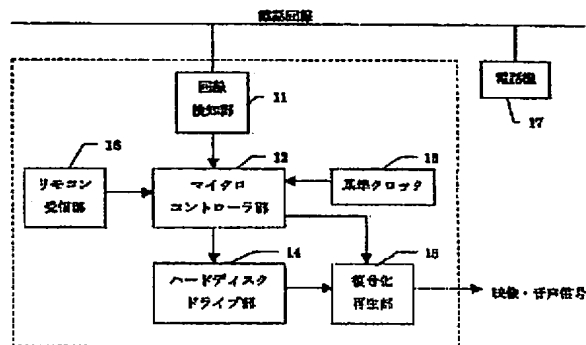 電話回線
回線
検知部
11
電話機
17
16
リモコン
受信部
12
マイクロ
コントローラ部
13
基準クロック
14
ハードディスク
ドライブ部
15
復号化
再生部
映像・音声信号